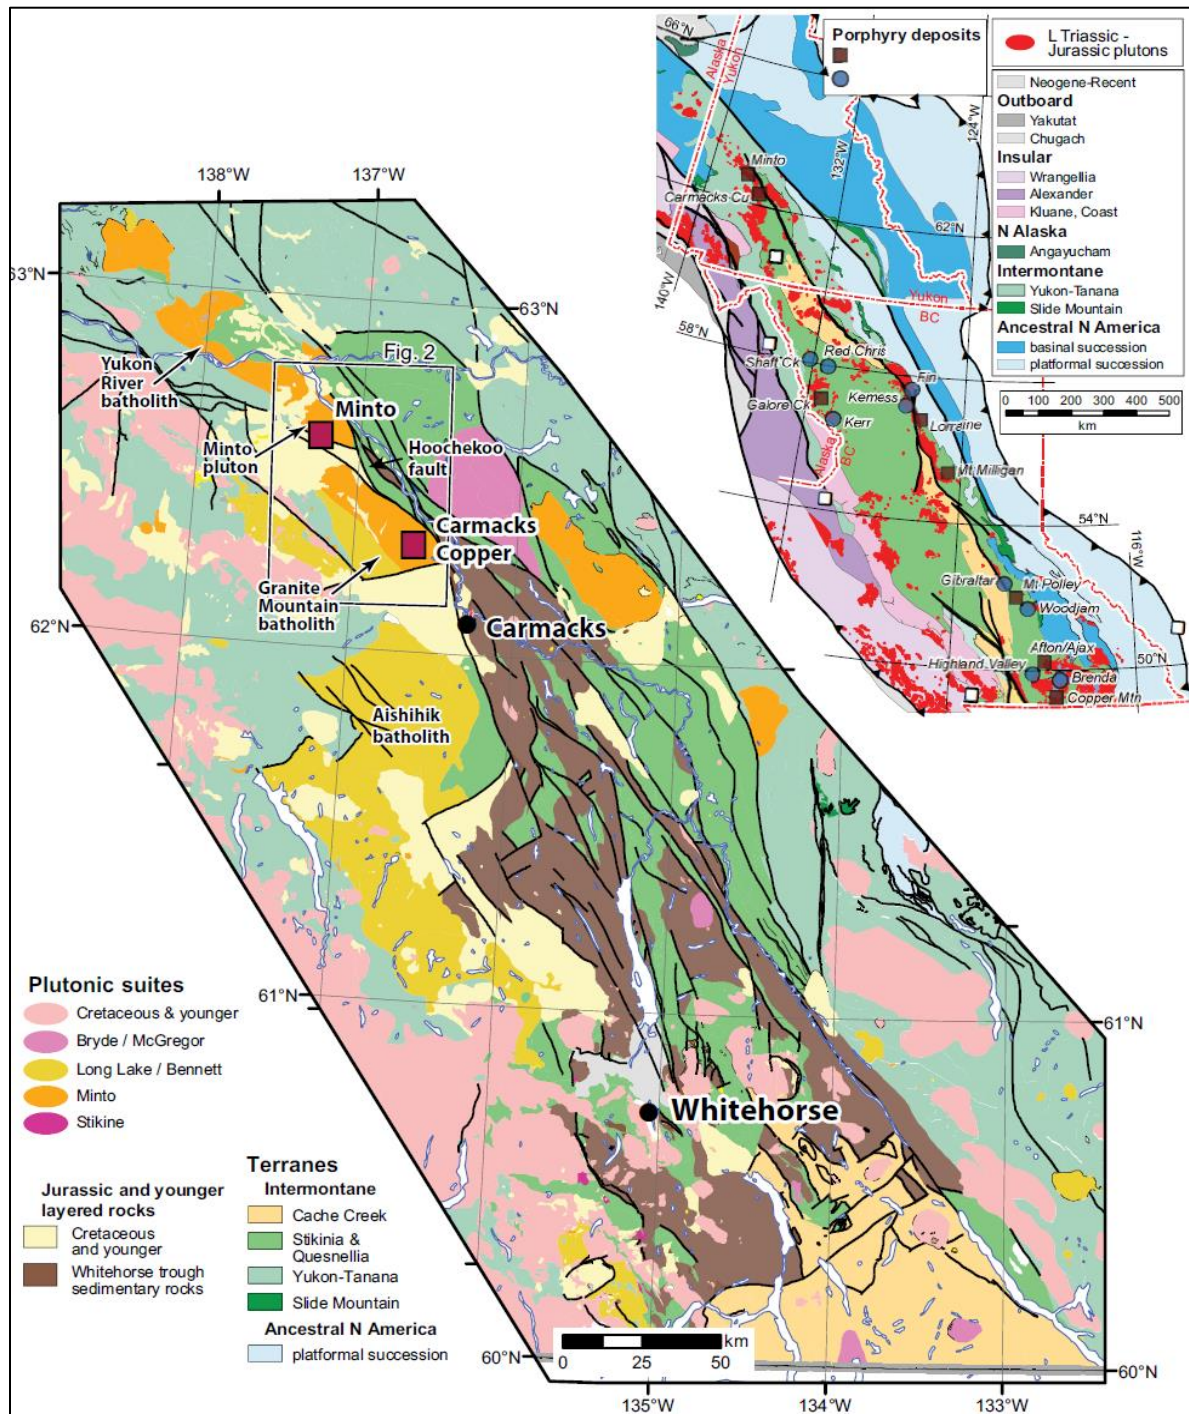 138°W
137°W
63°N
63°N
Fig. 2
Yukon
River
batholith
Minto
Minto
pluton
Hoochekoo
fault
Carmacks
Copper
Granite
Mountain
batholith
62°N
Carmacks
Aishihik
batholith
61°N
61°N
Whitehorse
60°N
60°N
135°W
134°W
133°W
0 25 50
km
Plutonic suites
Cretaceous & younger
Bryde / McGregor
Long Lake / Bennett
Minto
Stikine
Jurassic and younger
layered rocks
Cretaceous
and younger
Whitehorse trough
sedimentary rocks
Terranes
Intermontane
Cache Creek
Stikinia &
Quesnellia
Yukon-Tanana
Slide Mountain
Ancestral N America
platformal succession
66°N
Alaska
Yukon
Porphyry deposits
L Triassic -
Jurassic plutons
Neogene-Recent
Outboard
Yakutat
Chugach
Insular
Wrangellia
Alexander
Kluane, Coast
N Alaska
Angayucham
Intermontane
Yukon-Tanana
Slide Mountain
Ancestral N America
basinal succession
platformal succession
0 100 200 300 400 500
km
124°W
132°W
62°N
Minto
Carmacks Cu
140°W
58°N
Yukon
BC
Red Chris
Shaft Ck
Galore Ck
Kerr
Alaska
BC
Fin
Kemess
Lorraine
Mt Milligan
54°N
116°W
Gibraltar
Mt Polley
Woodjam
Afton/Ajax
50°N
Highland Valley
Brenda
Copper Mtn